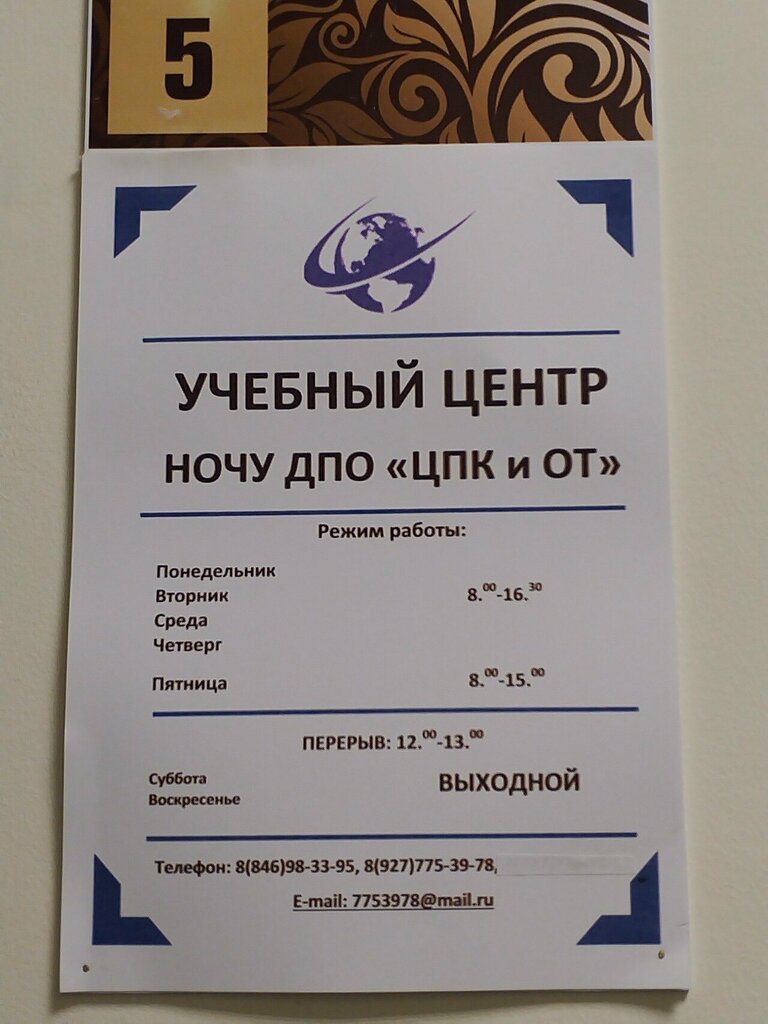 5
УЧЕБНЫЙ ЦЕНТР
НОЧУ ДПО «ЦПК и ОТ»
Режим работы:
Понедельник
Вторник 8.00-16.30
Среда
Четверг
Пятница 8.00-15.00
ПЕРЕРЫВ: 12.00-13.00
Суббота ВЫХОДНОЙ
Воскресенье
Телефон: 8(846)98-33-95, 8(927)775-39-78,
E-mail: 7753978@mail.ru